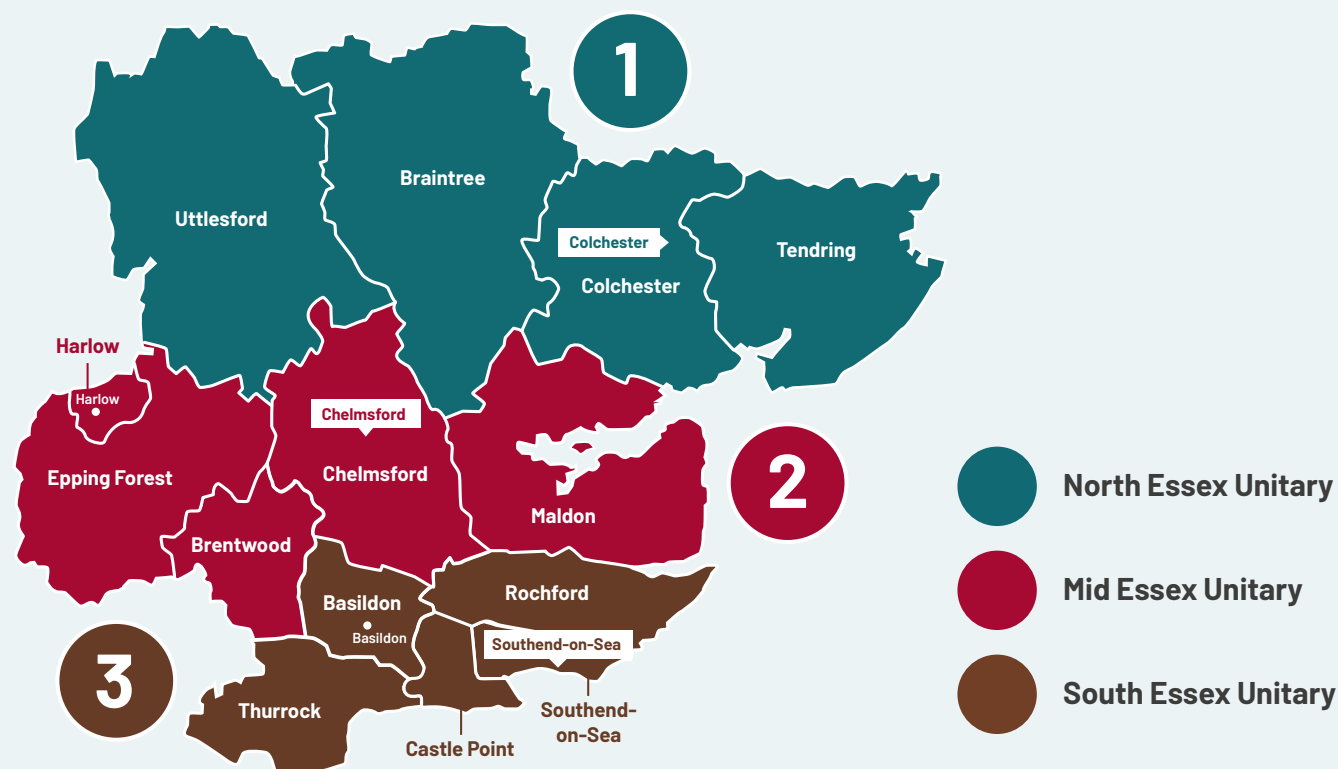 1
Braintree
Uttlesford
Colchester
Tendring
Colchester
Harlow
Harlow
Chelmsford
Chelmsford
Epping Forest
2
Maldon
Brentwood
North Essex Unitary
Mid Essex Unitary
South Essex Unitary
Rochford
Basildon
Basildon
Southend-on-Sea
3
Thurrock
Castle Point
Southend-
on-Sea